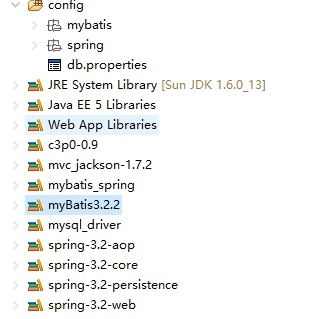 config
mybatis
spring
db.properties
JRE System Library [Sun JDK 1.6.0_13]
Java EE 5 Libraries
Web App Libraries
c3p0-0.9
mvc_jackson-1.7.2
mybatis_spring
myBatis3.2.2
mysql_driver
spring-3.2-aop
spring-3.2-core
spring-3.2-persistence
spring-3.2-web